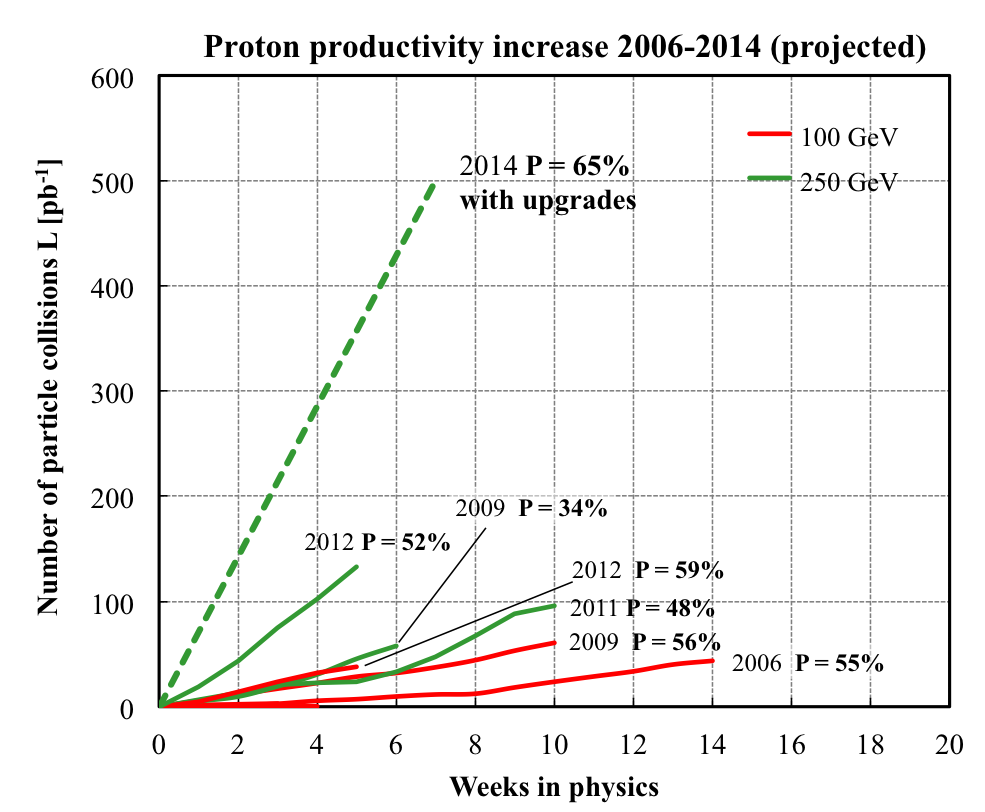 Proton productivity increase 2006-2014 (projected)
600
500
400
300
200
100
0
Number of particle collisions L [pb⁻¹]
100 GeV
250 GeV
2014 P = 65%
with upgrades
2009 P = 34%
2012 P = 52%
2012 P = 59%
2011 P = 48%
2009 P = 56%
2006 P = 55%
0 2 4 6 8 10 12 14 16 18 20
Weeks in physics